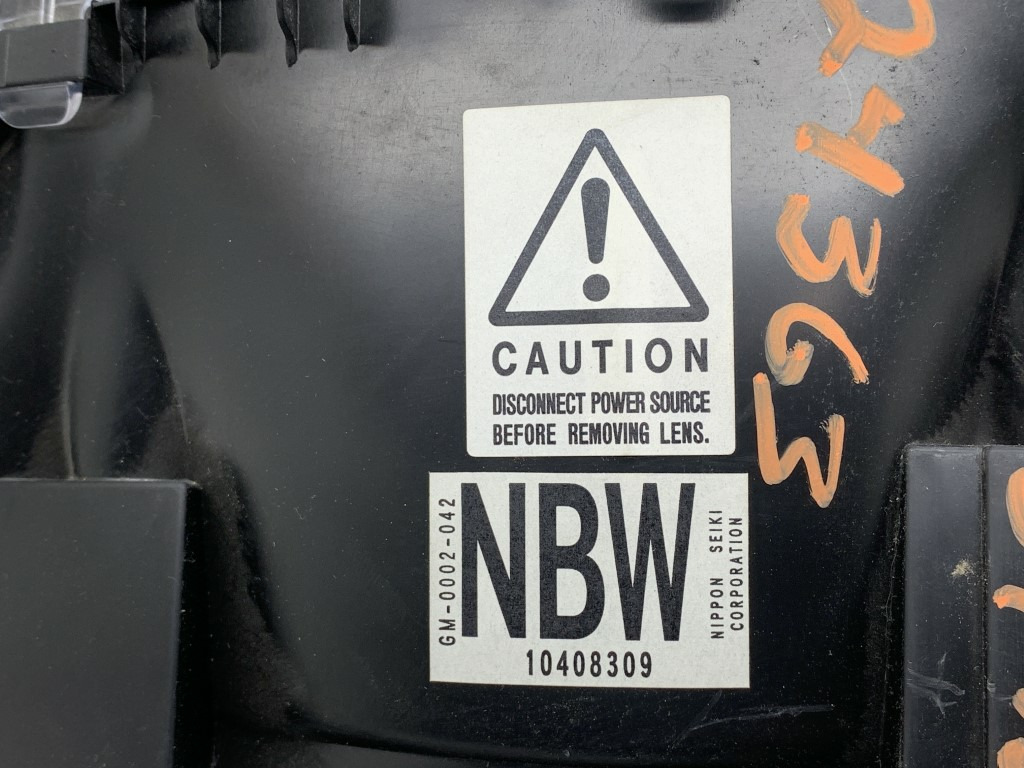 CAUTION
DISCONNECT POWER SOURCE
BEFORE REMOVING LENS.
GM-0002-042
NBW
NIPPON SEIKI
CORPORATION
10408309